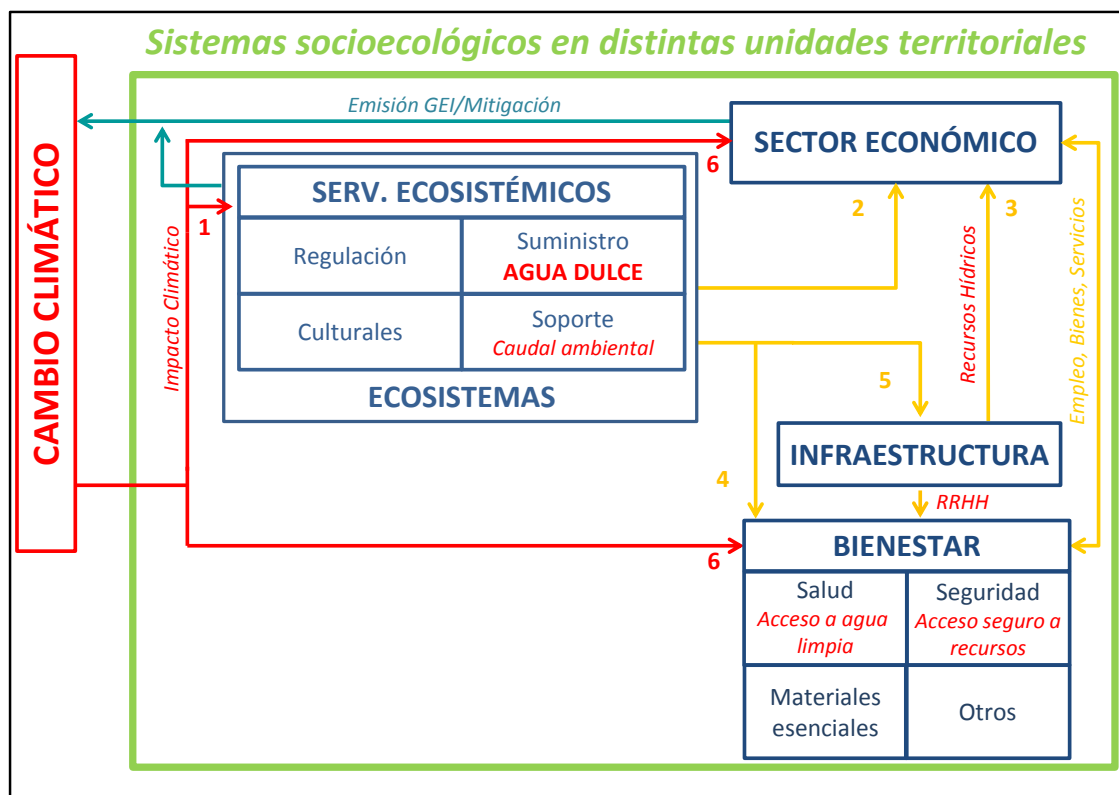 Sistemas socioecológicos en distintas unidades territoriales
CAMBIO CLIMÁTICO
Emisión GEI/Mitigación
SECTOR ECONÓMICO
6
SERV. ECOSISTÉMICOS
1
2
3
Impacto Climático
Regulación
Suministro
AGUA DULCE
Culturales
Soporte
Caudal ambiental
ECOSISTEMAS
Recursos Hídricos
Empleo, Bienes, Servicios
5
INFRAESTRUCTURA
4
RRHH
6
BIENESTAR
Salud
Acceso a agua
limpia
Seguridad
Acceso seguro a
recursos
Materiales
esenciales
Otros